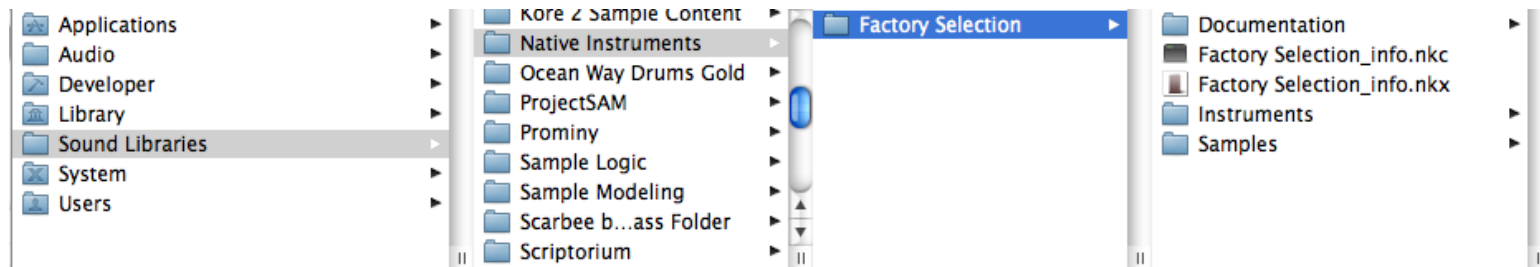 Applications
Audio
Developer
Library
Sound Libraries
System
Users
Kore 2 Sample Content
Native Instruments
Ocean Way Drums Gold
ProjectSAM
Prominy
Sample Logic
Sample Modeling
Scarbee b...ass Folder
Scriptorium
Factory Selection
Documentation
Factory Selection_info.nkc
Factory Selection_info.nkx
Instruments
Samples